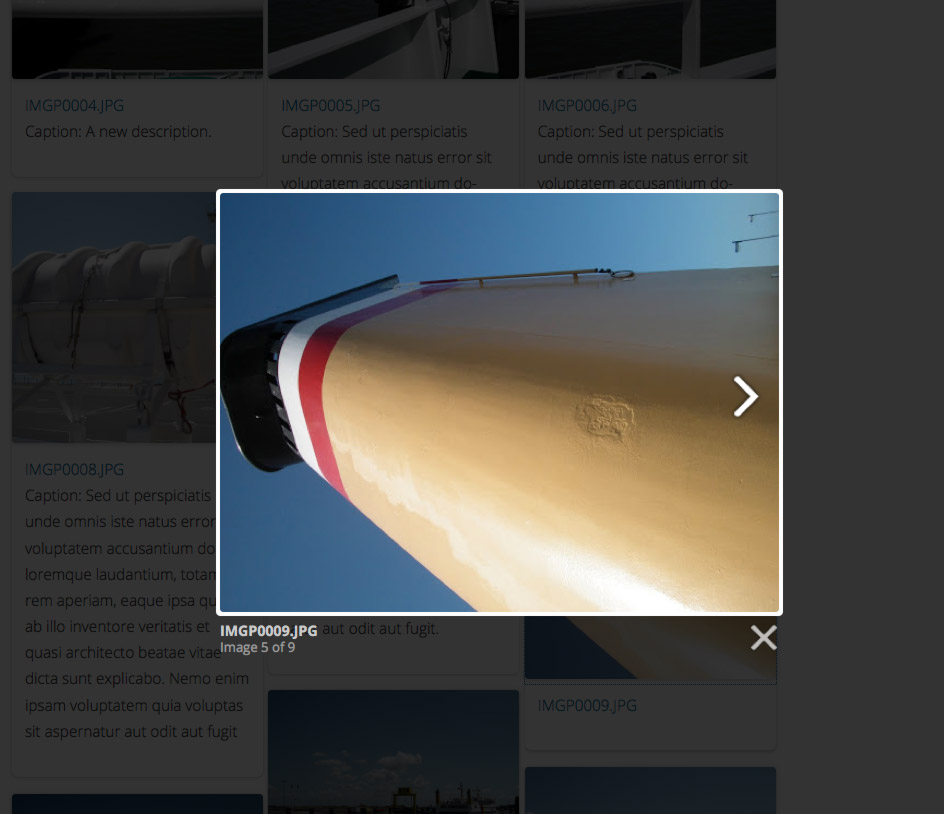 IMGP0004.JPG
Caption: A new description.
IMGP0005.JPG
Caption: Sed ut perspiciatis
unde omnis iste natus error sit
voluptatem accusantium do-
IMGP0006.JPG
Caption: Sed ut perspiciatis
unde omnis iste natus error sit
voluptatem accusantium do-
IMGP0008.JPG
Caption: Sed ut perspiciatis
unde omnis iste natus error
voluptatem accusantium do
loremque laudantium, totam
rem aperiam, eaque ipsa qu
ab illo inventore veritatis et
quasi architecto beatae vitae
dicta sunt explicabo. Nemo enim
ipsam voluptatem quia voluptas
sit aspernatur aut odit aut fugit
IMGP0009.JPG
Image 5 of 9
aut odit aut fugit.
IMGP0009.JPG